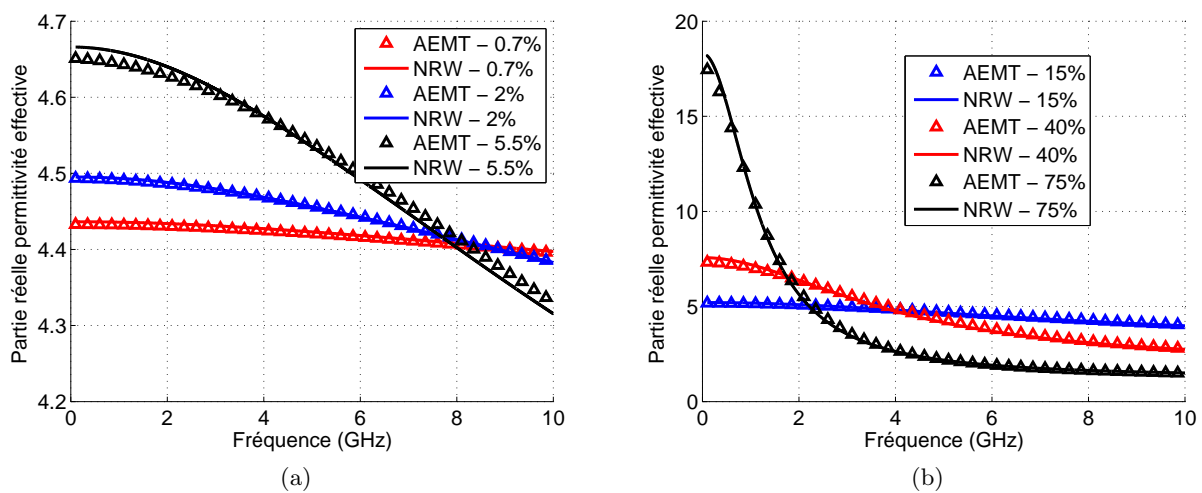 4.7
4.6
4.5
4.4
4.3
4.2
0
2
4
6
8
10
Partie réelle permittivité effective
Fréquence (GHz)
AEMT – 0.7%
NRW – 0.7%
AEMT – 2%
NRW – 2%
AEMT – 5.5%
NRW – 5.5%
(a)
20
15
10
5
0
0
2
4
6
8
10
Partie réelle permittivité effective
Fréquence (GHz)
AEMT – 15%
NRW – 15%
AEMT – 40%
NRW – 40%
AEMT – 75%
NRW – 75%
(b)